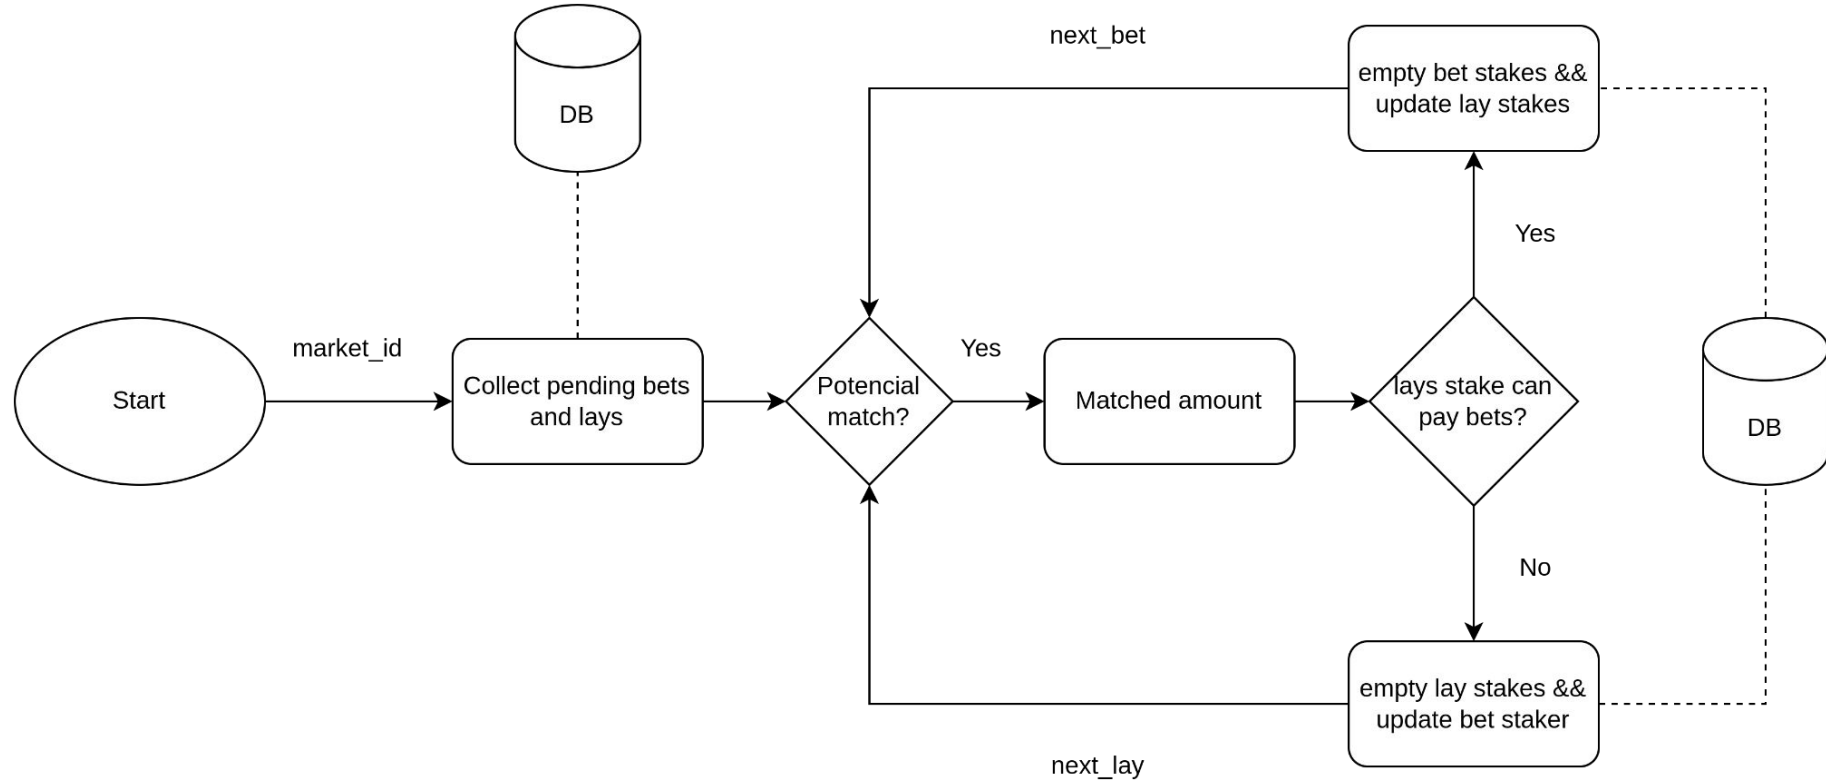 DB
next_bet
empty bet stakes &&
update lay stakes
Yes
Start
market_id
Collect pending bets
and lays
Potencial
match?
Yes
Matched amount
lays stake can
pay bets?
DB
No
empty lay stakes &&
update bet staker
next_lay